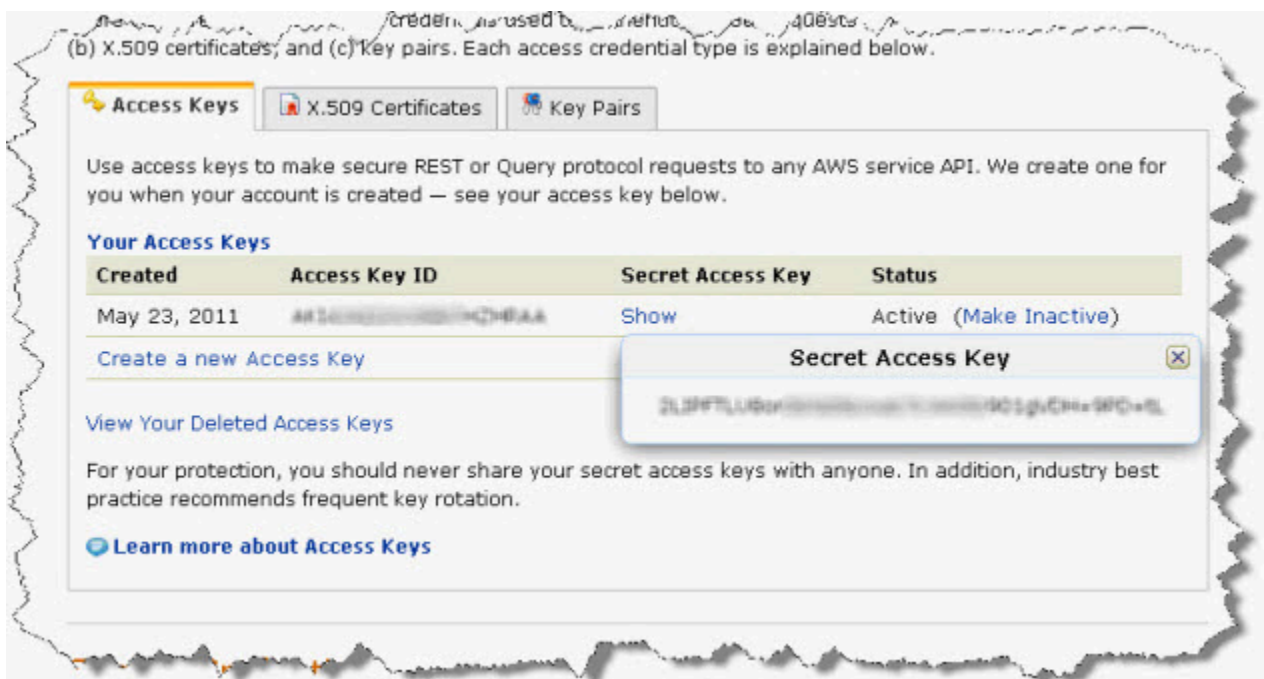 (b) X.509 certificates, and (c) key pairs. Each access credential type is explained below.
Access Keys X.509 Certificates Key Pairs
Use access keys to make secure REST or Query protocol requests to any AWS service API. We create one for
you when your account is created — see your access key below.
Your Access Keys
Created Access Key ID Secret Access Key Status
May 23, 2011 Show Active (Make Inactive)
Create a new Access Key
Secret Access Key
View Your Deleted Access Keys
For your protection, you should never share your secret access keys with anyone. In addition, industry best
practice recommends frequent key rotation.
Learn more about Access Keys